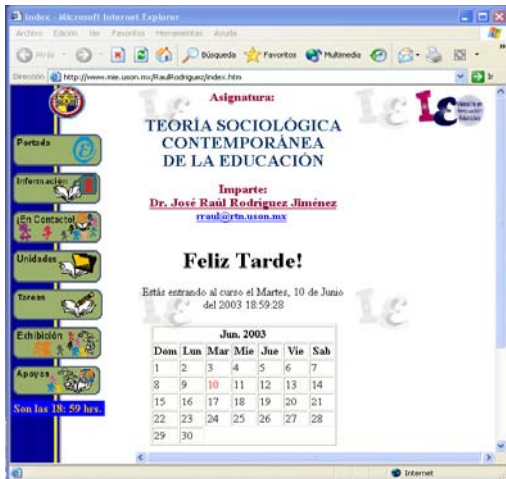 Index - Microsoft Internet Explorer
Archivo Edición Ver Favoritos Herramientas Ayuda
Atrás Búsqueda Favoritos Multimedia
Dirección http://www.mie.uson.mx/RaulRodriguez/index.htm Ir
Asignatura:
TEORÍA SOCIOLÓGICA
CONTEMPORÁNEA
DE LA EDUCACIÓN
Imparte:
Dr. José Raúl Rodríguez Jiménez
rraul@rtn.uson.mx
Portada
Información
¡En Contacto!
Unidades
Tareas
Exhibición
Apoyos
Son las 18: 59 hrs.
Feliz Tarde!
Estás entrando al curso el Martes, 10 de Junio
del 2003 18:59:28
Jun. 2003
Dom Lun Mar Mie Jue Vie Sab
1 2 3 4 5 6 7
8 9 10 11 12 13 14
15 16 17 18 19 20 21
22 23 24 25 26 27 28
29 30
Internet